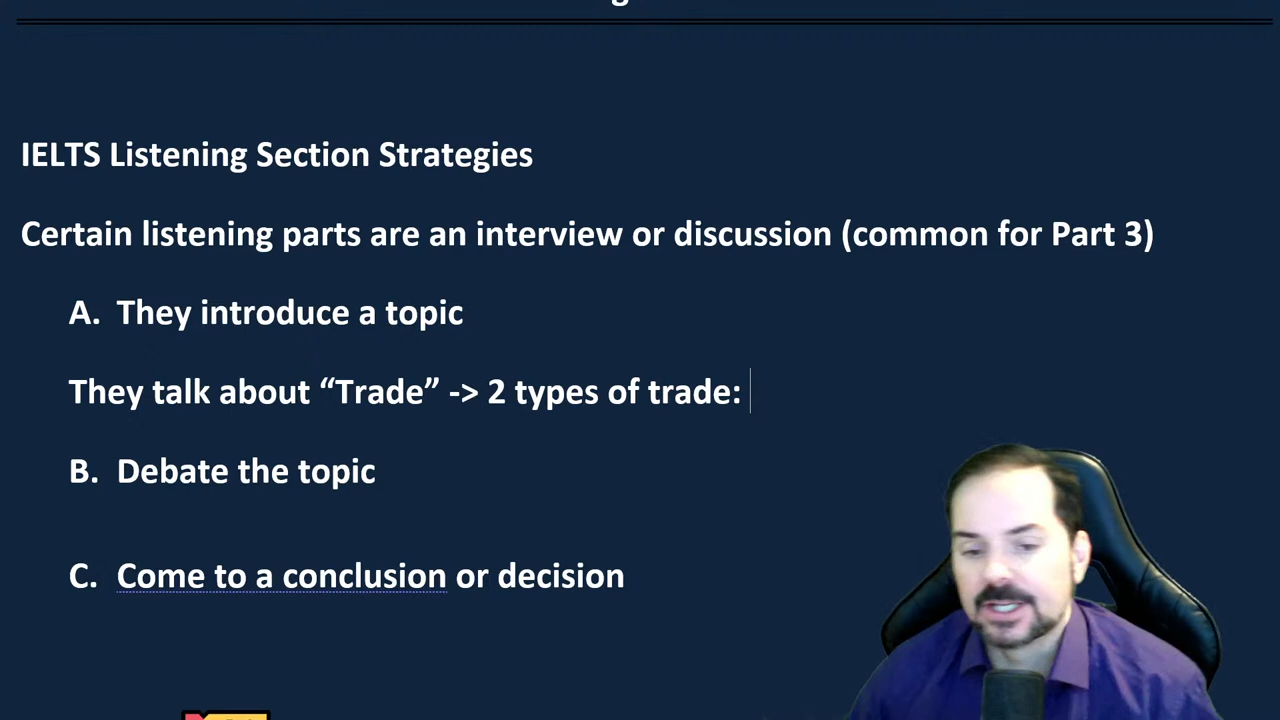 IELTS Listening Section Strategies
Certain listening parts are an interview or discussion (common for Part 3)
A. They introduce a topic
They talk about “Trade” -> 2 types of trade:
B. Debate the topic
C. Come to a conclusion or decision